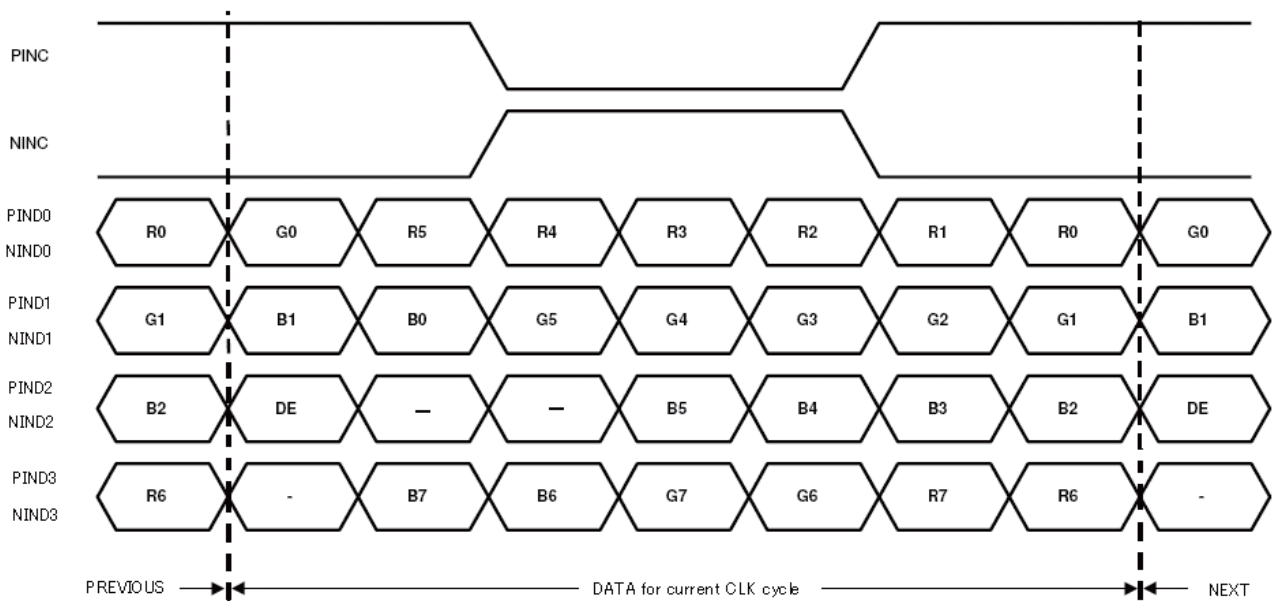 PINC
NINC
PIND0
R0 G0 R5 R4 R3 R2 R1 R0 G0
NIND0
PIND1
G1 B1 B0 G5 G4 G3 G2 G1 B1
NIND1
PIND2
B2 DE — — B5 B4 B3 B2 DE
NIND2
PIND3
R6 - B7 B6 G7 G6 R7 R6 -
NIND3
PREVIOUS DATA for current CLK cycle NEXT